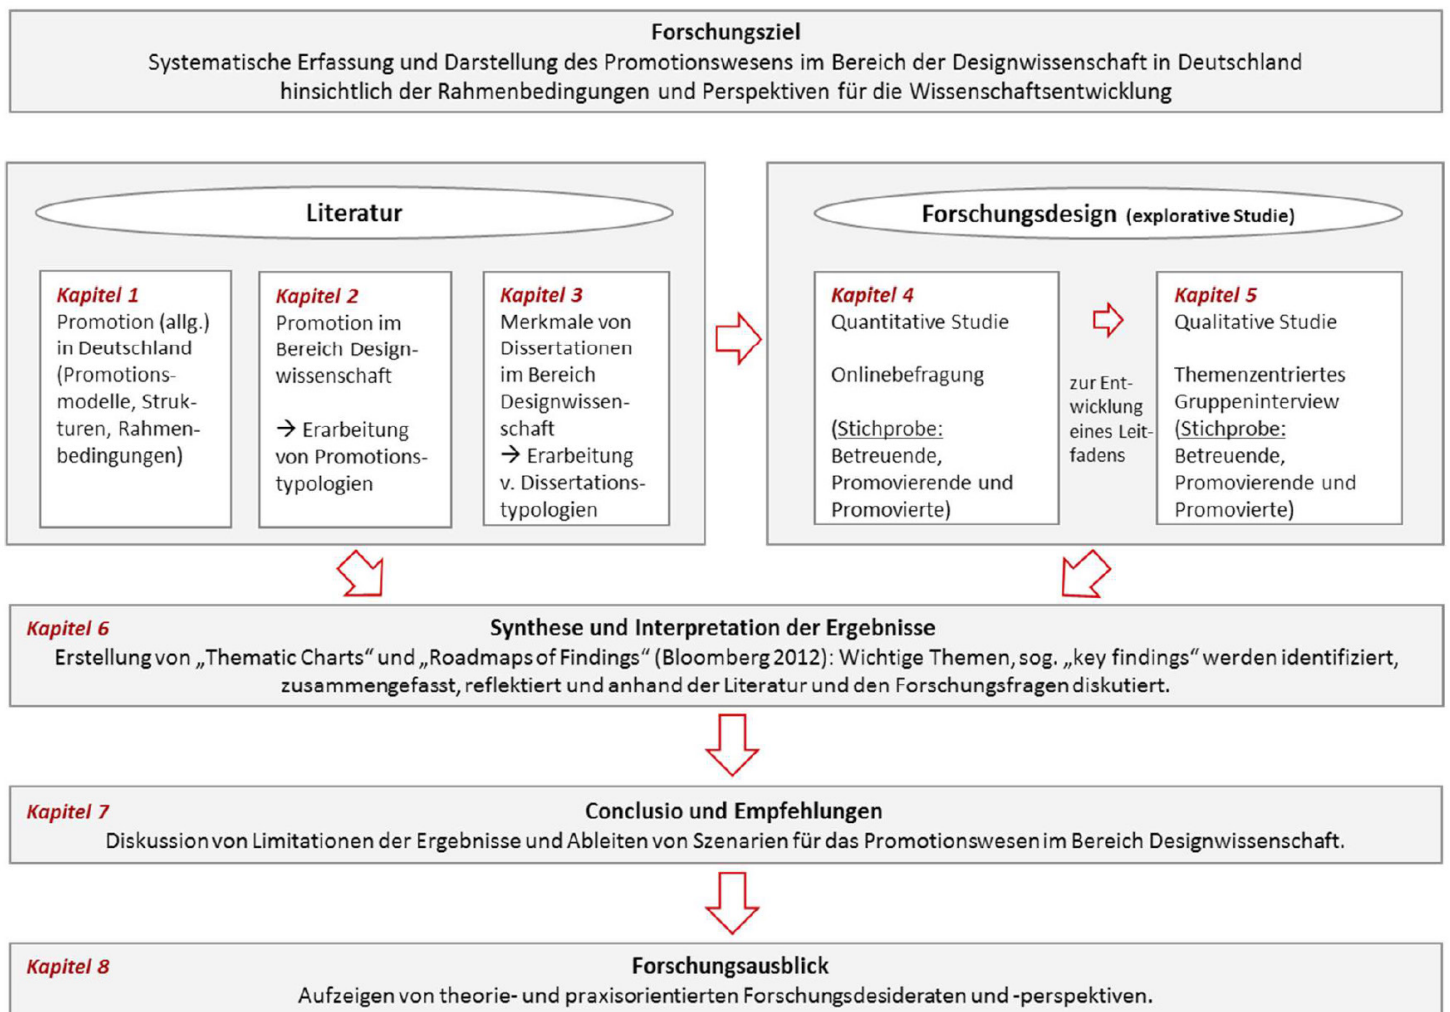 Forschungsziel
Systematische Erfassung und Darstellung des Promotionswesens im Bereich der Designwissenschaft in Deutschland
hinsichtlich der Rahmenbedingungen und Perspektiven für die Wissenschaftsentwicklung
Literatur
Kapitel 1
Promotion (allg.)
in Deutschland
(Promotions-
modelle, Struk-
turen, Rahmen-
bedingungen)
Kapitel 2
Promotion im
Bereich Design-
wissenschaft
→ Erarbeitung
von Promotions-
typologien
Kapitel 3
Merkmale von
Dissertationen
im Bereich
Designwissen-
schaft
→ Erarbeitung
v. Dissertations-
typologien
Forschungsdesign (explorative Studie)
Kapitel 4
Quantitative Studie
Onlinebefragung
(Stichprobe:
Betreuende,
Promovierende und
Promovierte)
zur Ent-
wicklung
eines Leit-
fadens
Kapitel 5
Qualitative Studie
Themenzentriertes
Gruppeninterview
(Stichprobe:
Betreuende,
Promovierende und
Promovierte)
Kapitel 6
Synthese und Interpretation der Ergebnisse
Erstellung von „Thematic Charts“ und „Roadmaps of Findings“ (Bloomberg 2012): Wichtige Themen, sog. „key findings“ werden identifiziert,
zusammengefasst, reflektiert und anhand der Literatur und den Forschungsfragen diskutiert.
Kapitel 7
Conclusio und Empfehlungen
Diskussion von Limitationen der Ergebnisse und Ableiten von Szenarien für das Promotionswesen im Bereich Designwissenschaft.
Kapitel 8
Forschungsausblick
Aufzeigen von theorie- und praxisorientierten Forschungsdesideraten und -perspektiven.